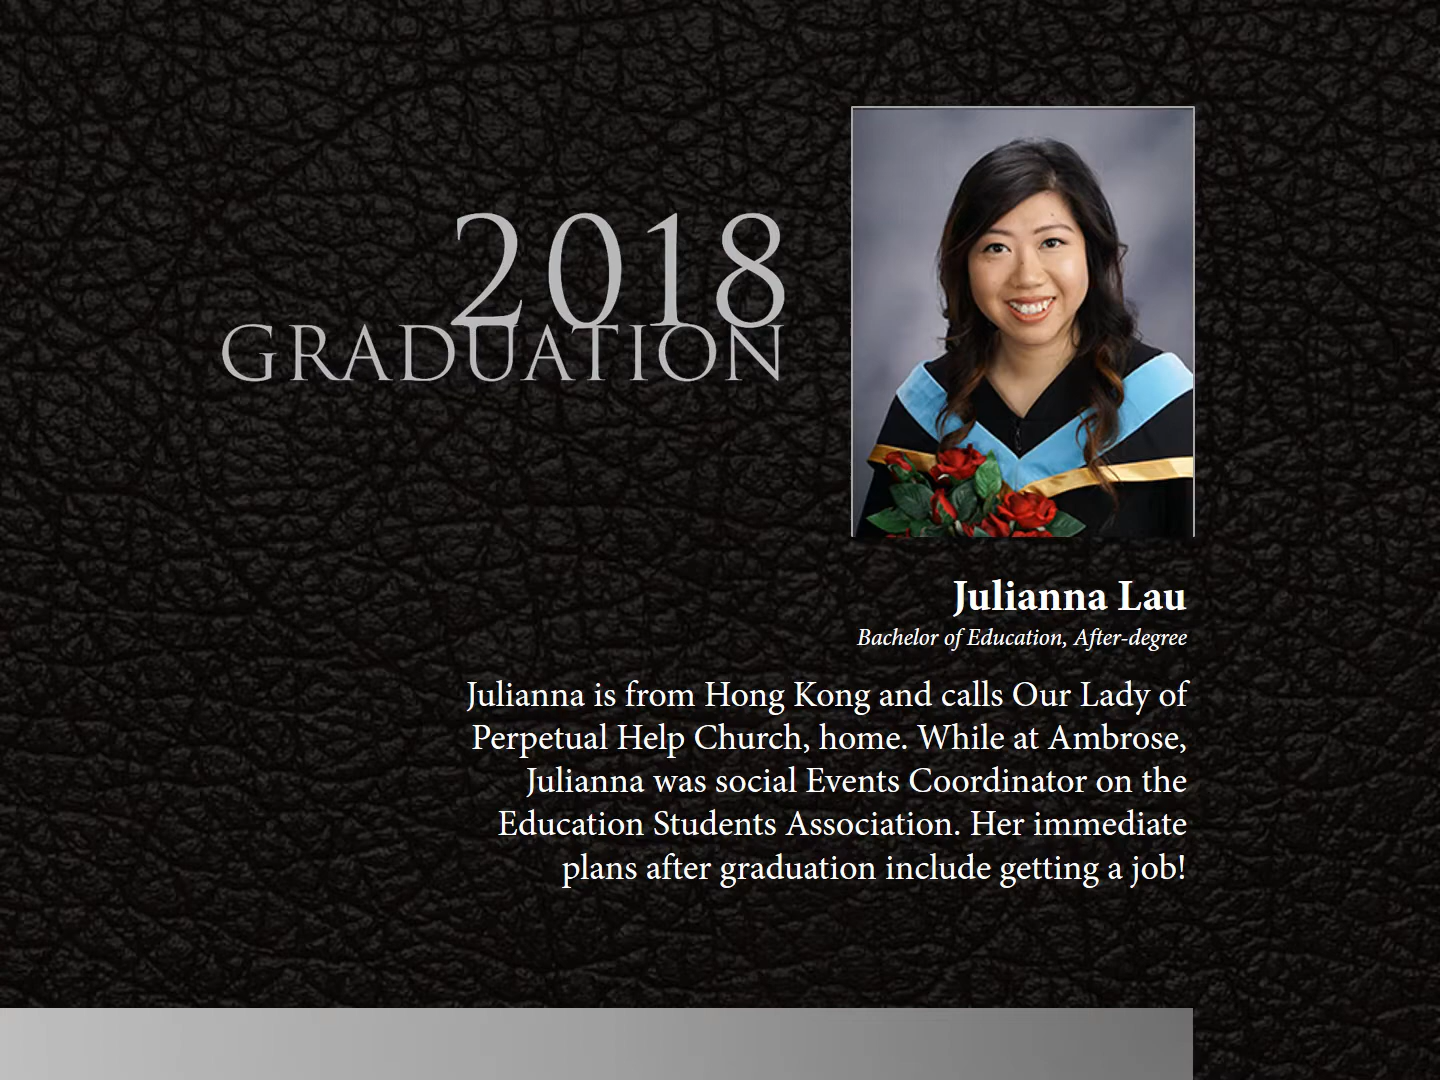 2018
GRADUATION
Julianna Lau
Bachelor of Education, After-degree
Julianna is from Hong Kong and calls Our Lady of
Perpetual Help Church, home. While at Ambrose,
Julianna was social Events Coordinator on the
Education Students Association. Her immediate
plans after graduation include getting a job!